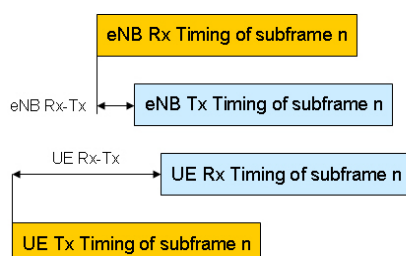 eNB Rx Timing of subframe n
eNB Rx-Tx
eNB Tx Timing of subframe n
UE Rx-Tx
UE Rx Timing of subframe n
UE Tx Timing of subframe n